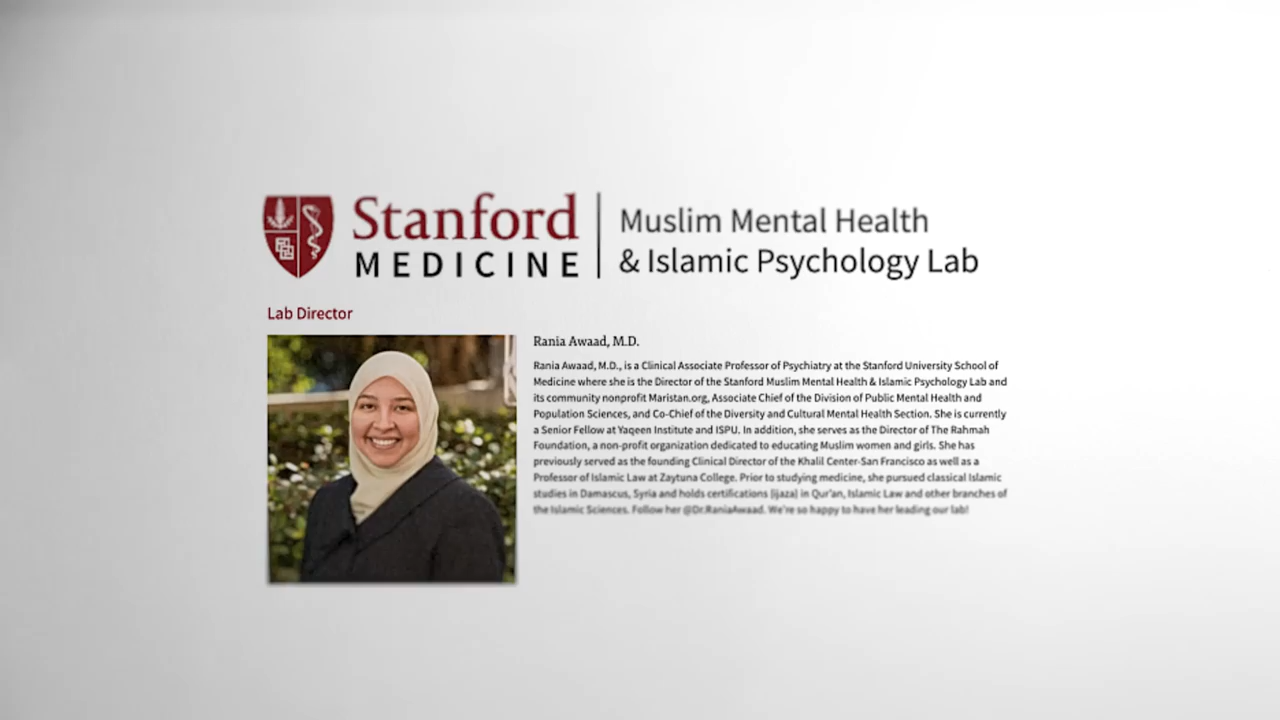 Stanford
MEDICINE
Muslim Mental Health
& Islamic Psychology Lab
Lab Director
Rania Awaad, M.D.
Rania Awaad, M.D., is a Clinical Associate Professor of Psychiatry at the Stanford University School of
Medicine where she is the Director of the Stanford Muslim Mental Health & Islamic Psychology Lab and
its community nonprofit Maristan.org, Associate Chief of the Division of Public Mental Health and
Population Sciences, and Co-Chief of the Diversity and Cultural Mental Health Section. She is currently
a Senior Fellow at Yaqeen Institute and ISPU. In addition, she serves as the Director of The Rahmah
Foundation, a non-profit organization dedicated to educating Muslim women and girls. She has
previously served as the founding Clinical Director of the Khalil Center-San Francisco as well as a
Professor of Islamic Law at Zaytuna College. Prior to studying medicine, she pursued classical Islamic
studies in Damascus, Syria and holds certifications (ijaza) in Qur'an, Islamic Law and other branches of
the Islamic Sciences. Follow her @Dr.RaniaAwaad. We're so happy to have her leading our lab!